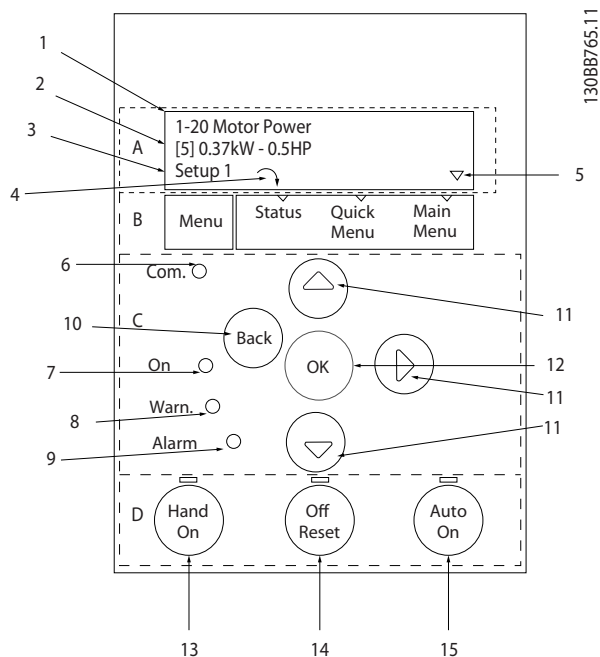 130BB765.11
1
2
3
4
5
A
1-20 Motor Power
[5] 0.37kW - 0.5HP
Setup 1
B
Menu
Status
Quick
Menu
Main
Menu
6
Com.
C
10
Back
11
7
On
OK
12
11
8
Warn.
11
9
Alarm
D
Hand
On
Off
Reset
Auto
On
13
14
15